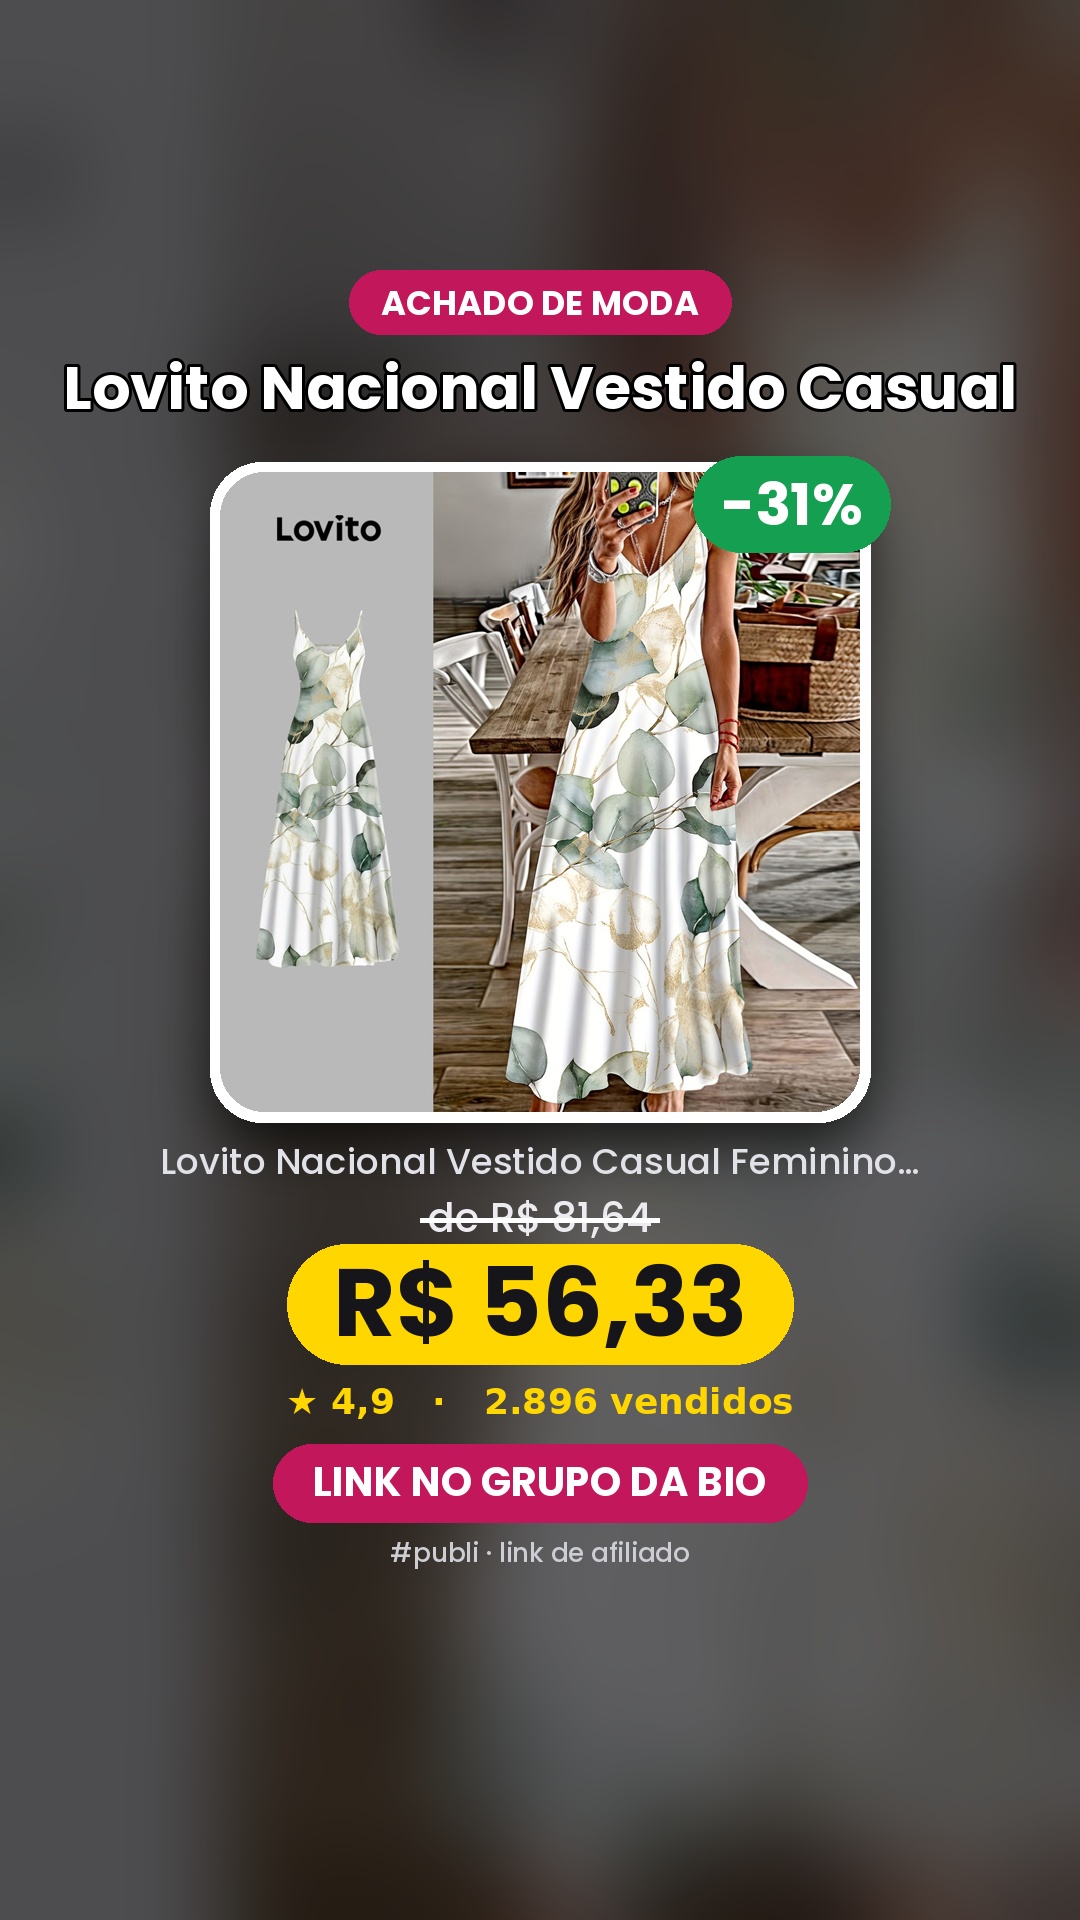 ACHADO DE MODA
Lovito Nacional Vestido Casual
-31%
Lovito
Lovito Nacional Vestido Casual Feminino...
de R$ 81,64
R$ 56,33
★ 4,9 · 2.896 vendidos
LINK NO GRUPO DA BIO
#publi · link de afiliado